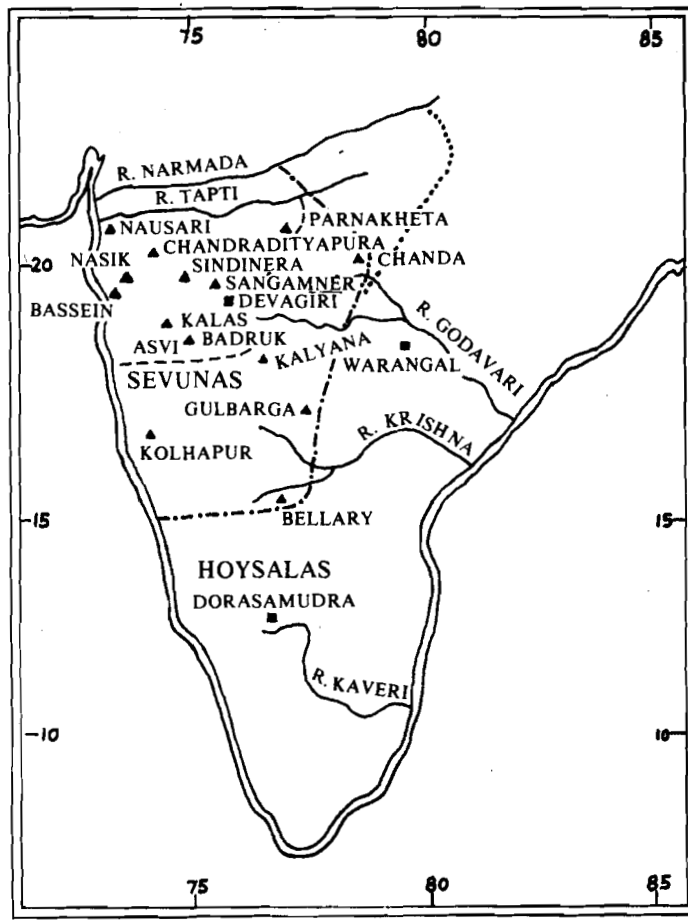 75 80 85
R. NARMADA
R. TAPTI
NAUSARI
PARNAKHETA
CHANDRADITYAPURA
NASIK
CHANDA
20
SINDINERA
SANGAMNER
BASSEIN
DEVAGIRI
KALAS
R. GODAVARI
ASVI BADRUK
KALYANA
WARANGAL
SEVUNAS
GULBARGA
R. KRISHNA
KOLHAPUR
15 15
BELLARY
HOYSALAS
DORASAMUDRA
R. KAVERI
10 10
75 80 85